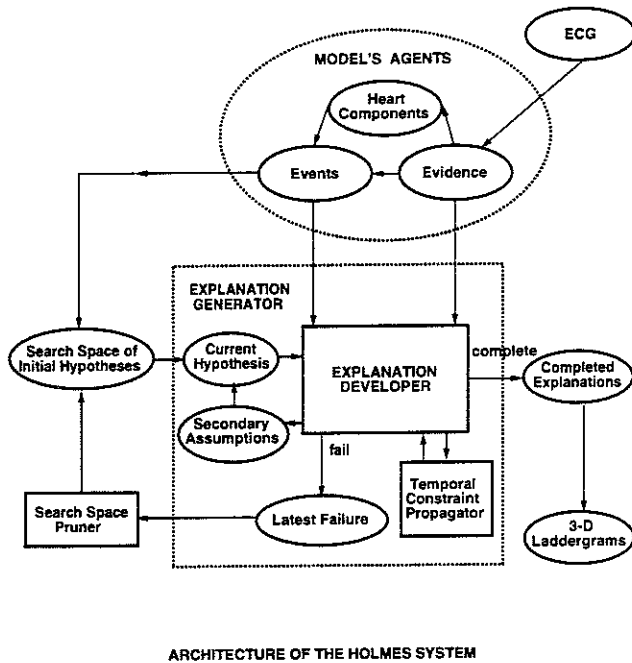 ECG
MODEL'S AGENTS
Heart
Components
Events
Evidence
EXPLANATION
GENERATOR
Search Space of
Initial Hypotheses
Current
Hypothesis
EXPLANATION
DEVELOPER
complete
Completed
Explanations
Secondary
Assumptions
fail
Search Space
Pruner
Latest Failure
Temporal
Constraint
Propagator
3-D
Laddergrams
ARCHITECTURE OF THE HOLMES SYSTEM